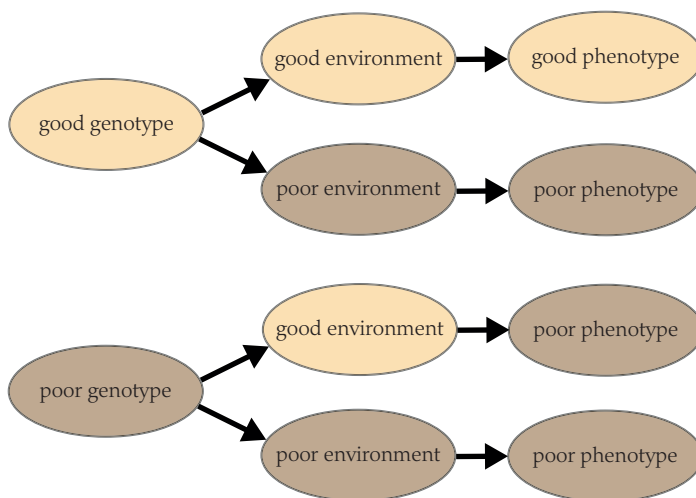 good environment
good phenotype
good genotype
poor environment
poor phenotype
good environment
poor phenotype
poor genotype
poor environment
poor phenotype